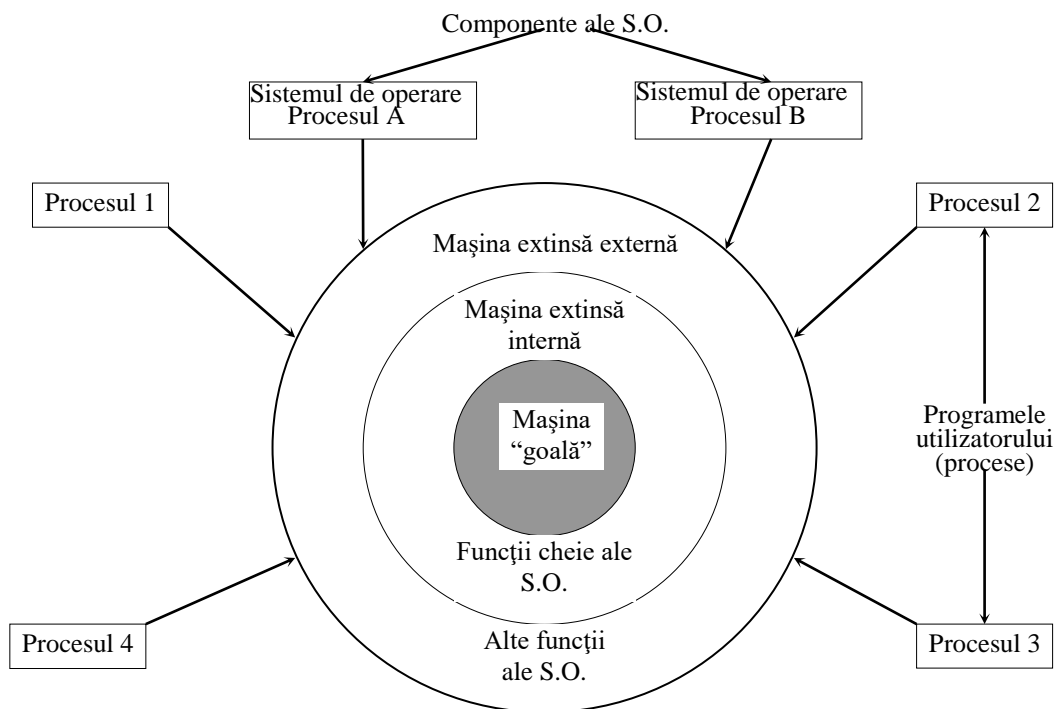 Componente ale S.O.
Sistemul de operare
Procesul A
Sistemul de operare
Procesul B
Procesul 1
Procesul 2
Maşina extinsă externă
Maşina extinsă
internă
Maşina
“goală”
Programele
utilizatorului
(procese)
Funcţii cheie ale
S.O.
Procesul 4
Alte funcţii
ale S.O.
Procesul 3